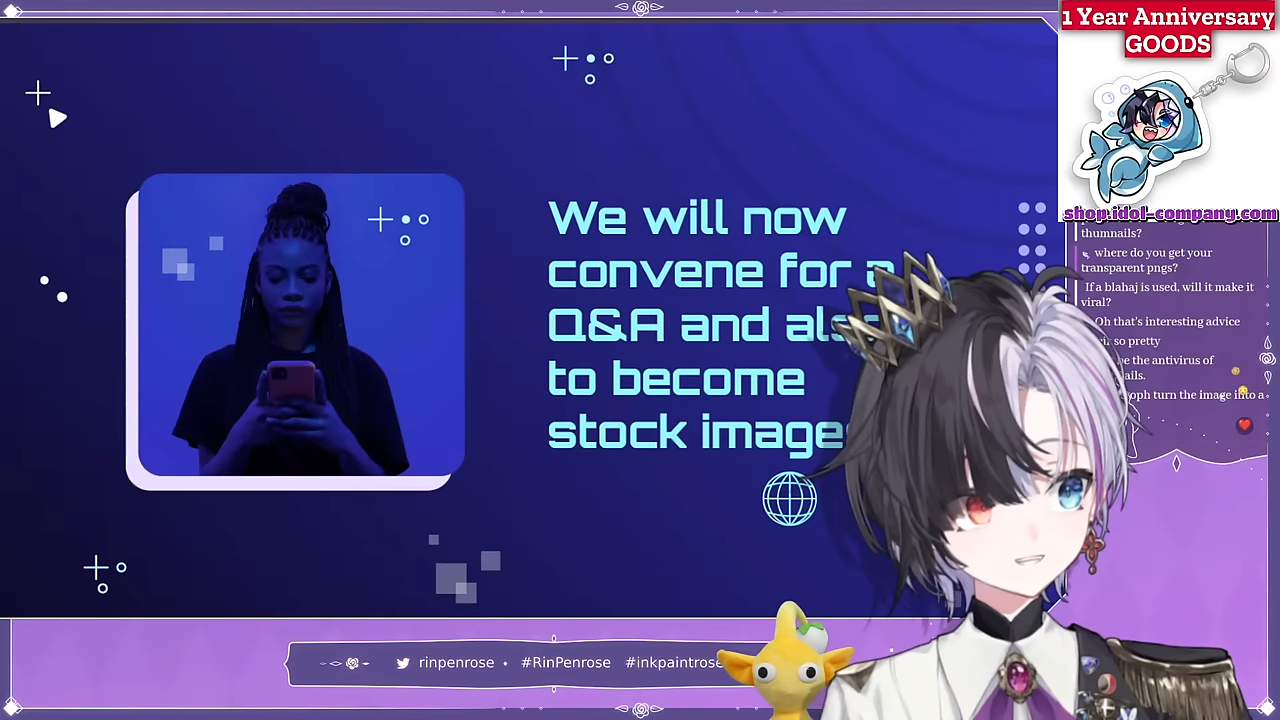 1 Year Anniversary
GOODS
shop.idol-company.com
We will now
convene for a
Q&A and also
to become
stock image
thumnails?
where do you get your
transparent pngs?
If a blahaj is used, will it make it
viral?
Oh that's interesting advice
so pretty
the antivirus of
turn the image into a
rinpenrose • #RinPenrose #inkpaintrose